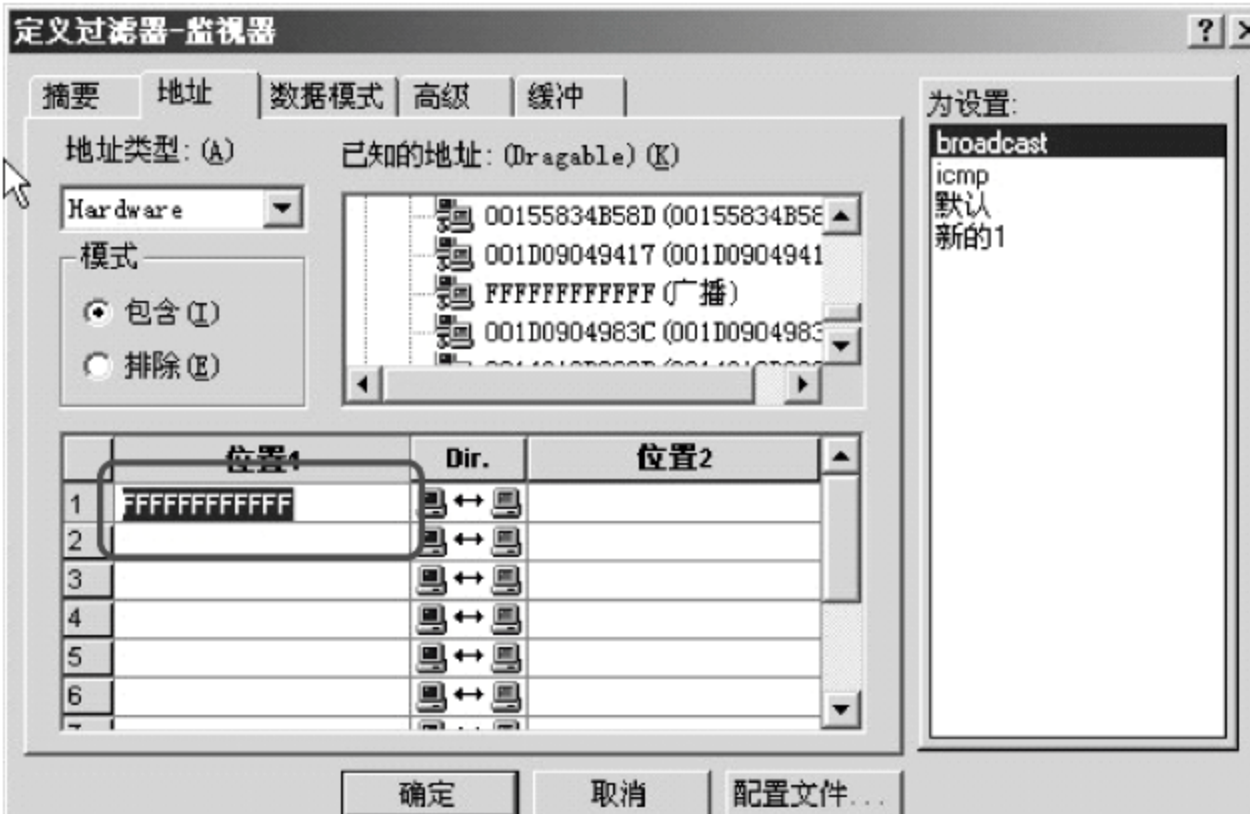 定义过滤器-监视器
摘要 地址 数据模式 高级 缓冲
地址类型: (A)
Hardware
模式
包含(I)
排除(E)
已知的地址: (Dragable)(K)
00155834B58D(00155834B58
001D09049417(001D0904941
FFFFFFFFFFFF(广播)
001D0904983C(001D0904983
位置1 Dir. 位置2
1 FFFFFFFFFFFF
2
3
4
5
6
确定 取消 配置文件...
为设置:
broadcast
icmp
默认
新的1